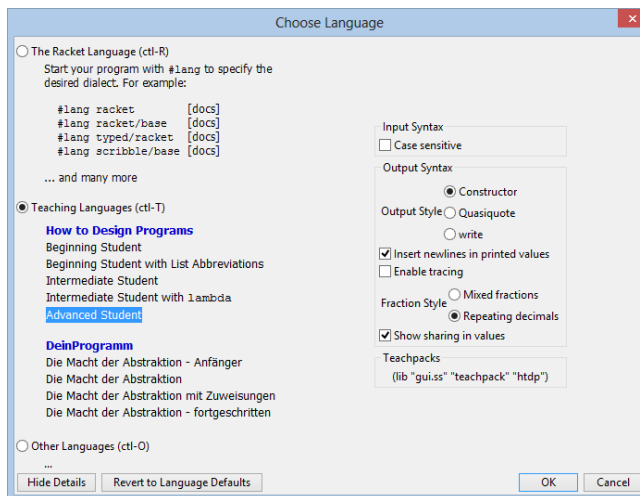 Choose Language
The Racket Language (ctl-R)
Start your program with #lang to specify the
desired dialect. For example:
#lang racket [docs]
#lang racket/base [docs]
#lang typed/racket [docs]
#lang scribble/base [docs]
... and many more
Teaching Languages (ctl-T)
How to Design Programs
Beginning Student
Beginning Student with List Abbreviations
Intermediate Student
Intermediate Student with lambda
Advanced Student
DeinProgramm
Die Macht der Abstraktion - Anfänger
Die Macht der Abstraktion
Die Macht der Abstraktion mit Zuweisungen
Die Macht der Abstraktion - fortgeschritten
Other Languages (ctl-O)
...
Input Syntax
Case sensitive
Output Syntax
Output Style
Constructor
Quasiquote
write
Insert newlines in printed values
Enable tracing
Fraction Style
Mixed fractions
Repeating decimals
Show sharing in values
Teachpacks
(lib "gui.ss" "teachpack" "htdp")
Hide Details
Revert to Language Defaults
OK
Cancel